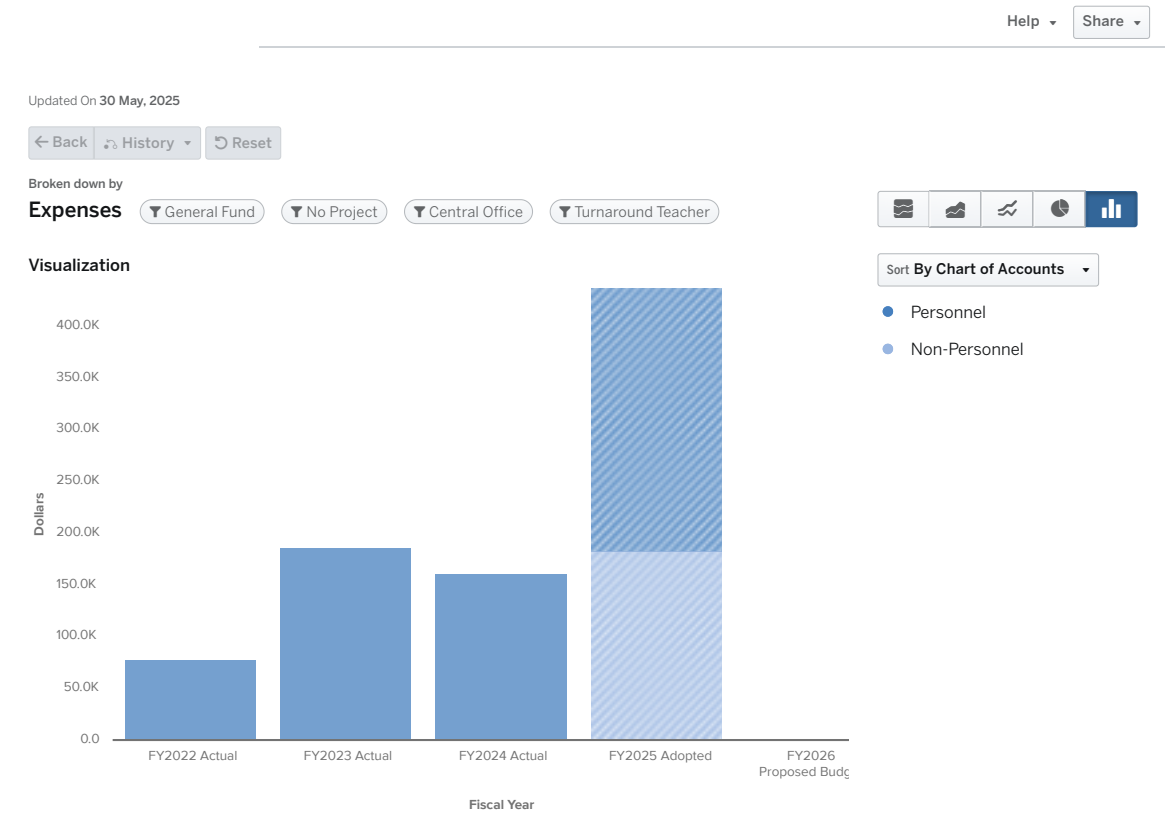 Help
Share
Updated On 30 May, 2025
Back
History
Reset
Broken down by
Expenses
General Fund
No Project
Central Office
Turnaround Teacher
Visualization
Sort By Chart of Accounts
Personnel
Non-Personnel
Dollars
400.0K
350.0K
300.0K
250.0K
200.0K
150.0K
100.0K
50.0K
0.0
FY2022 Actual
FY2023 Actual
FY2024 Actual
FY2025 Adopted
FY2026
Proposed Budg
Fiscal Year